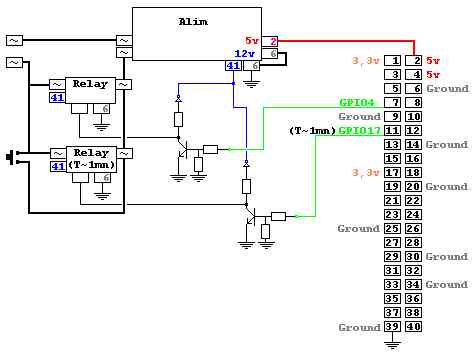 Alim
5v 2
12v 6
41 6
~
~
~
~
Relay
~ ~
41 6
Relay
~ ~
41 (T~1mn) 6
GPIO4
(T~1mn) GPIO17
3,3v 1 2 5v
3 4 5v
5 6 Ground
7 8
Ground 9 10
11 12
13 14 Ground
15 16
3,3v 17 18
19 20 Ground
21 22
23 24
Ground 25 26
27 28
29 30 Ground
31 32
33 34 Ground
35 36
37 38
Ground 39 40